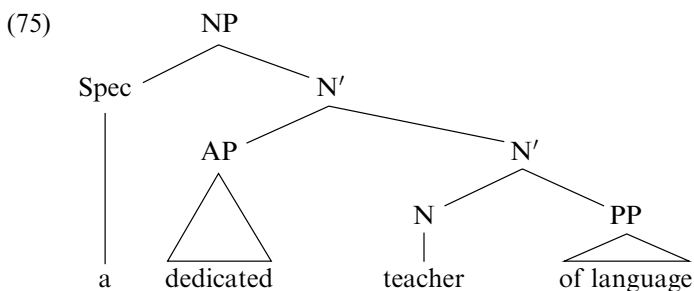 (75) NP
Spec N′
AP N′
N PP
a dedicated teacher of language